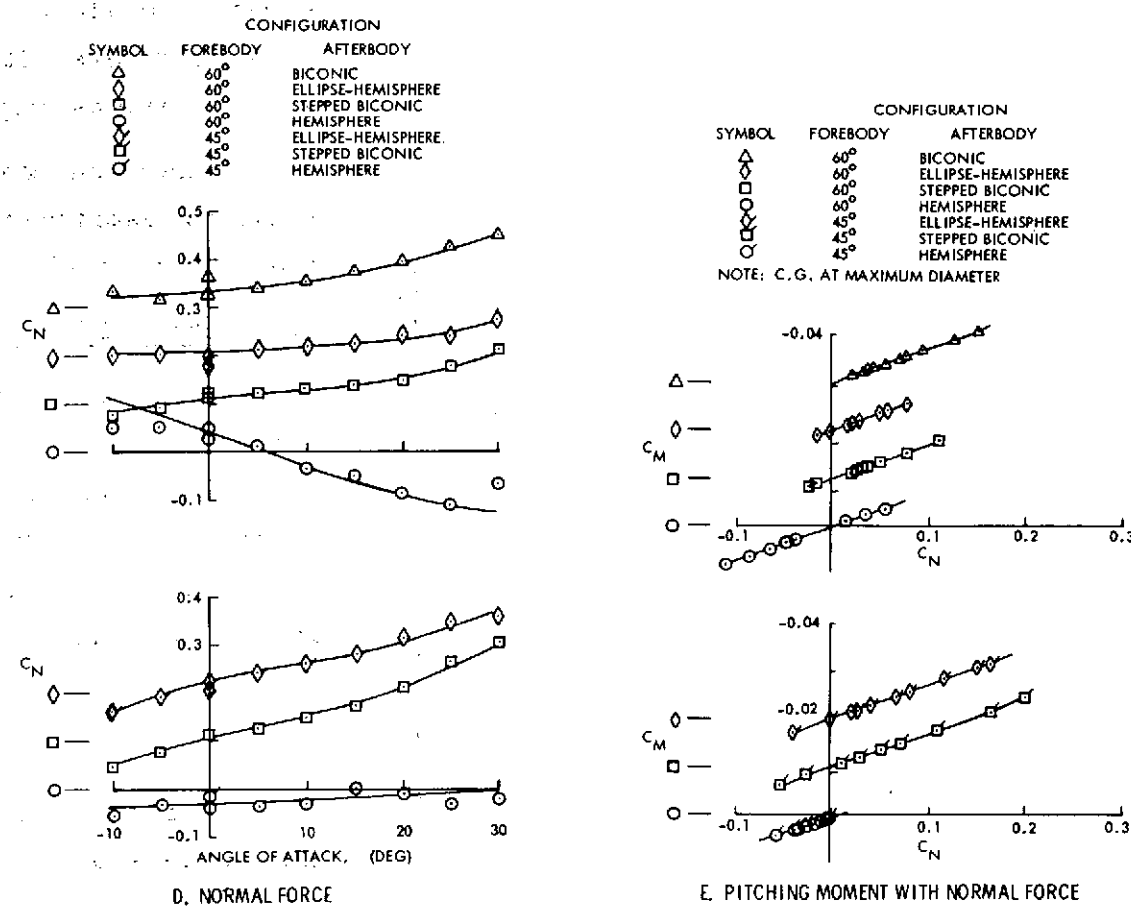 CONFIGURATION
SYMBOL FOREBODY AFTERBODY
60° BICONIC
60° ELLIPSE-HEMISPHERE
60° STEPPED BICONIC
60° HEMISPHERE
45° ELLIPSE-HEMISPHERE
45° STEPPED BICONIC
45° HEMISPHERE
0.5
0.4
0.3
C_N
-0.1
0.4
0.3
C_N
-10 10 20 30
-0.1
ANGLE OF ATTACK, (DEG)
D. NORMAL FORCE
CONFIGURATION
SYMBOL FOREBODY AFTERBODY
60° BICONIC
60° ELLIPSE-HEMISPHERE
60° STEPPED BICONIC
60° HEMISPHERE
45° ELLIPSE-HEMISPHERE
45° STEPPED BICONIC
45° HEMISPHERE
NOTE: C.G. AT MAXIMUM DIAMETER
-0.04
C_M
-0.1 0.1 0.2 0.3
C_N
-0.04
-0.02
C_M
-0.1 0.1 0.2 0.3
C_N
E. PITCHING MOMENT WITH NORMAL FORCE